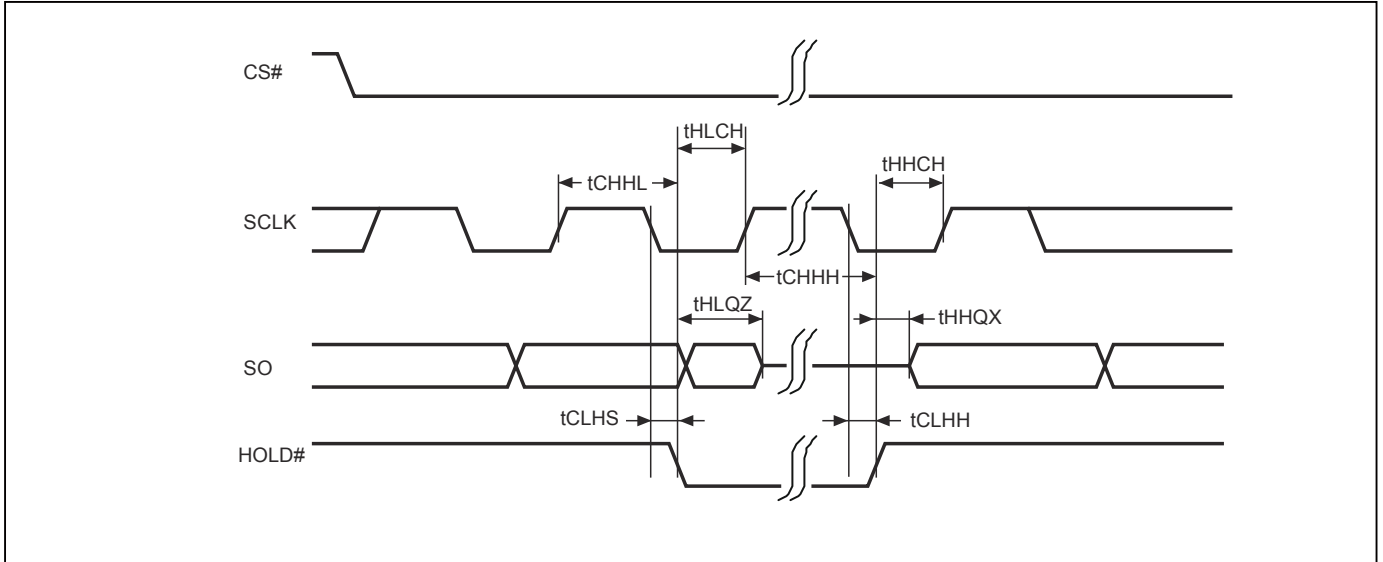 CS#
tHLCH
tHHCH
tCHHL
SCLK
tCHHH
tHLQZ
tHHQX
SO
tCLHS
tCLHH
HOLD#